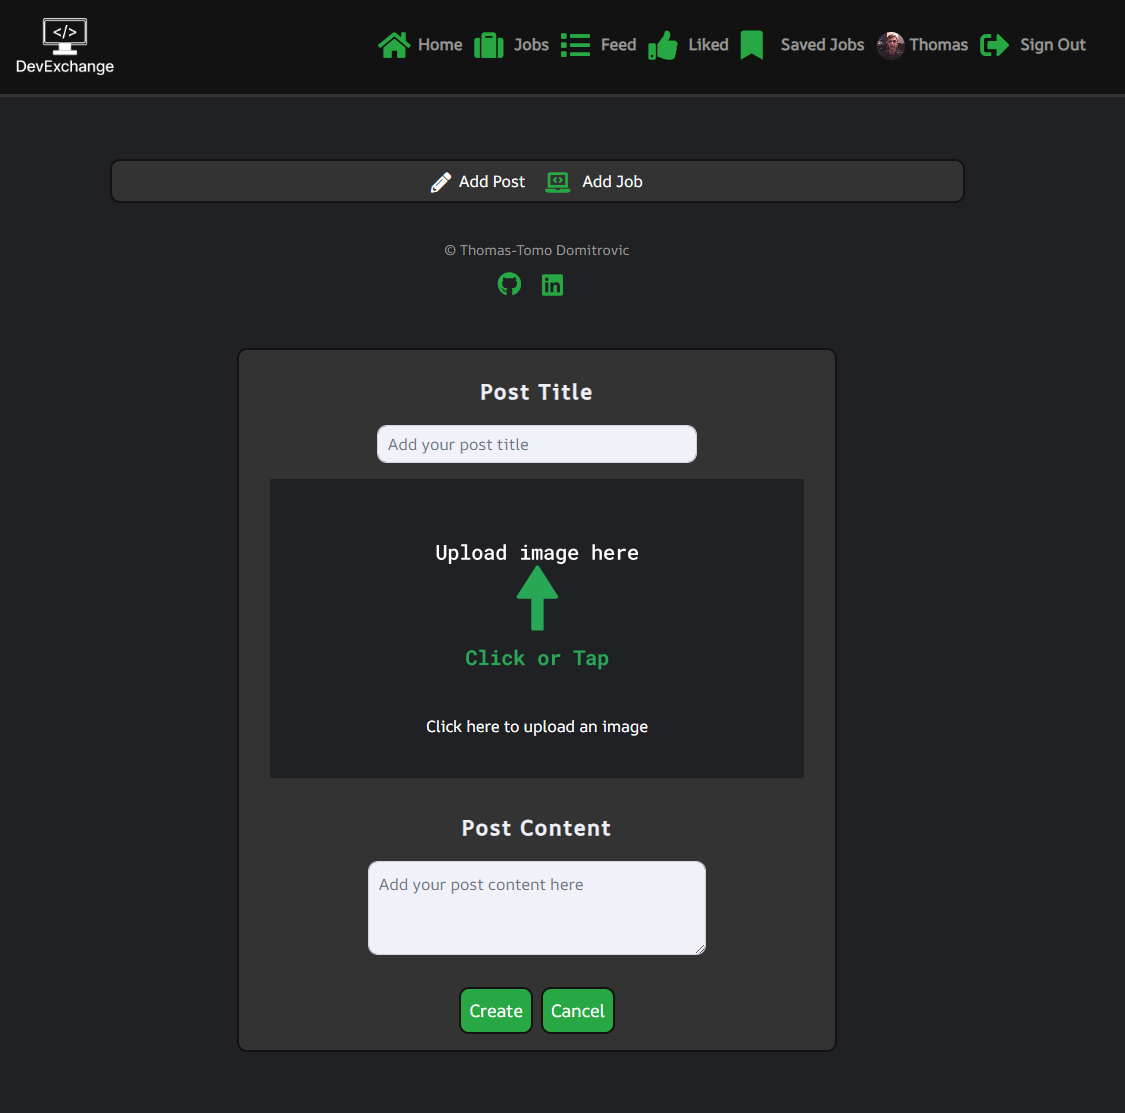 </>
DevExchange
Home Jobs Feed Liked Saved Jobs Thomas Sign Out
Add Post Add Job
© Thomas-Tomo Domitrovic
in
Post Title
Add your post title
Upload image here
Click or Tap
Click here to upload an image
Post Content
Add your post content here
Create Cancel